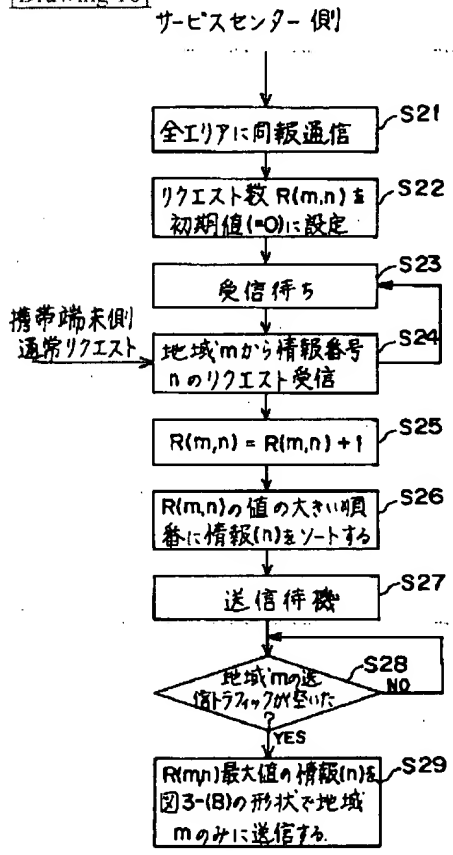 [Drawing 10]
サービスセンター側
S21
全エリアに同報通信
S22
リクエスト数 R(m,n)を
初期値(=0)に設定
S23
受信待ち
携帯端末側
通常リクエスト
S24
地域mから情報番号
nのリクエスト受信
S25
R(m,n) = R(m,n) + 1
S26
R(m,n)の値の大きい順
番に情報(n)をソートする
S27
送信待機
S28
地域mの送
信トラフィックが空いた
?
NO
YES
S29
R(m,n)最大値の情報(n)を
図3-(B)の形状で地域
mのみに送信する.